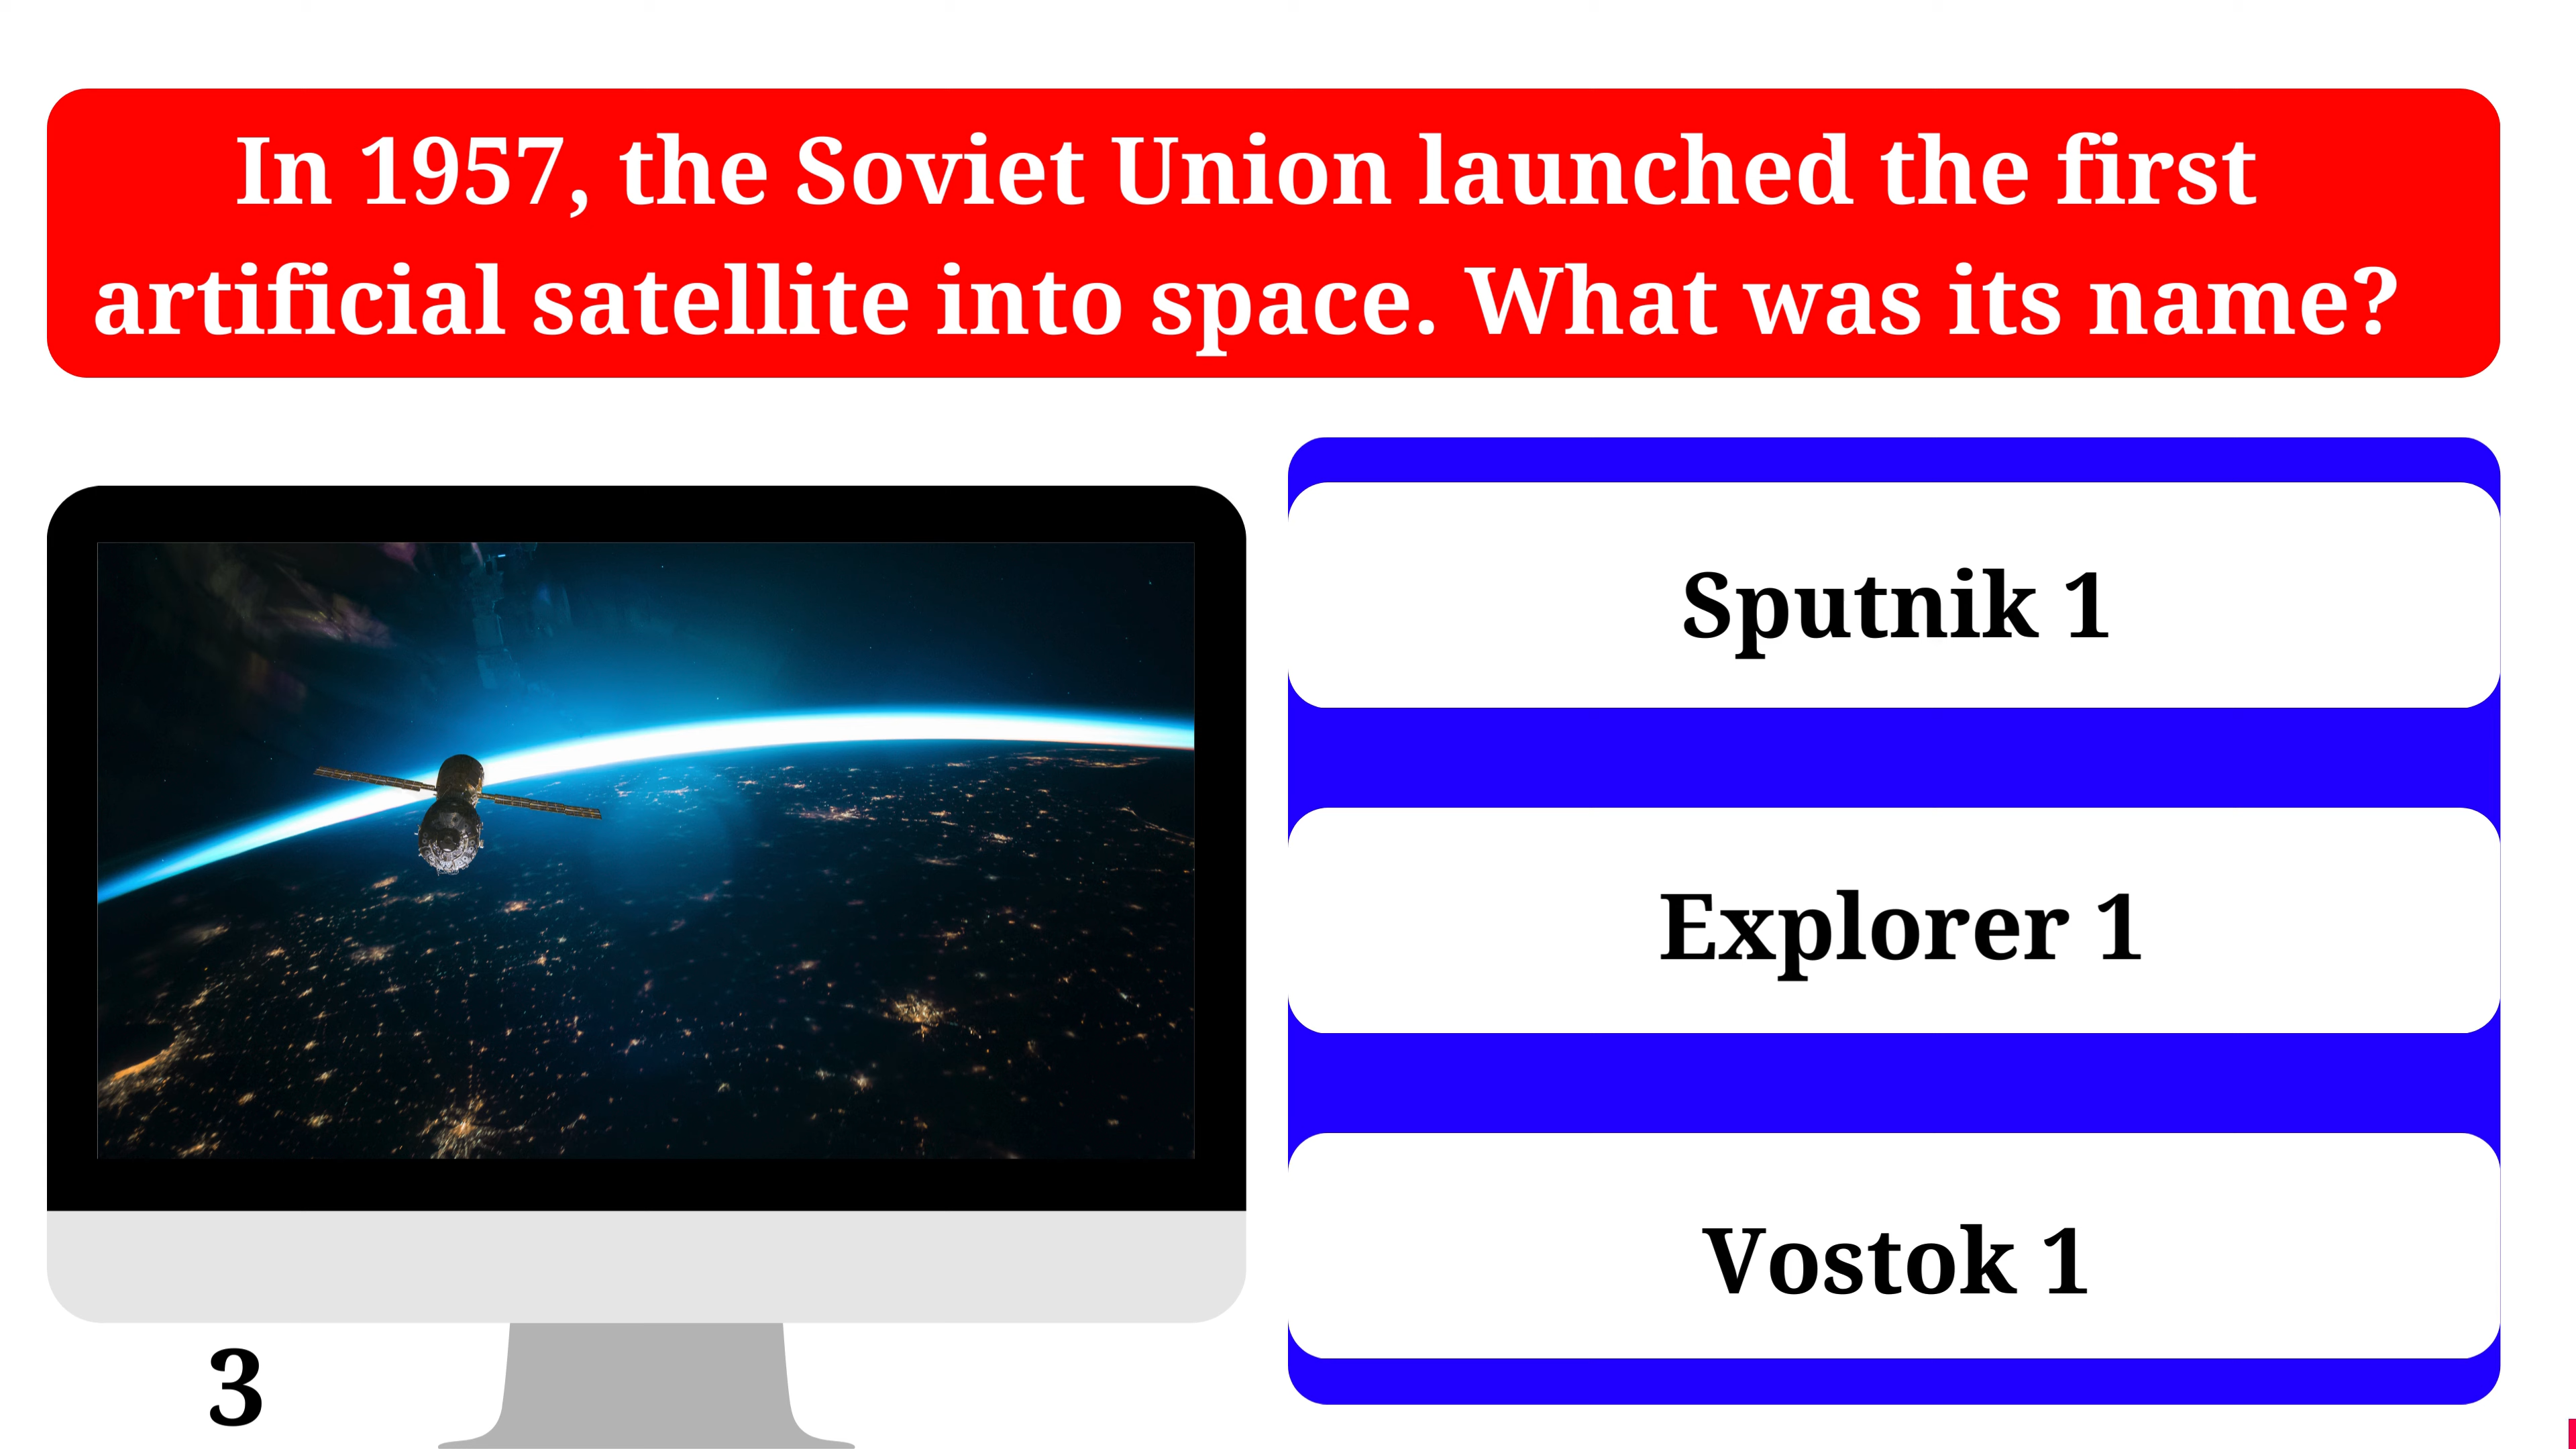 In 1957, the Soviet Union launched the first
artificial satellite into space. What was its name?
Sputnik 1
Explorer 1
Vostok 1
3